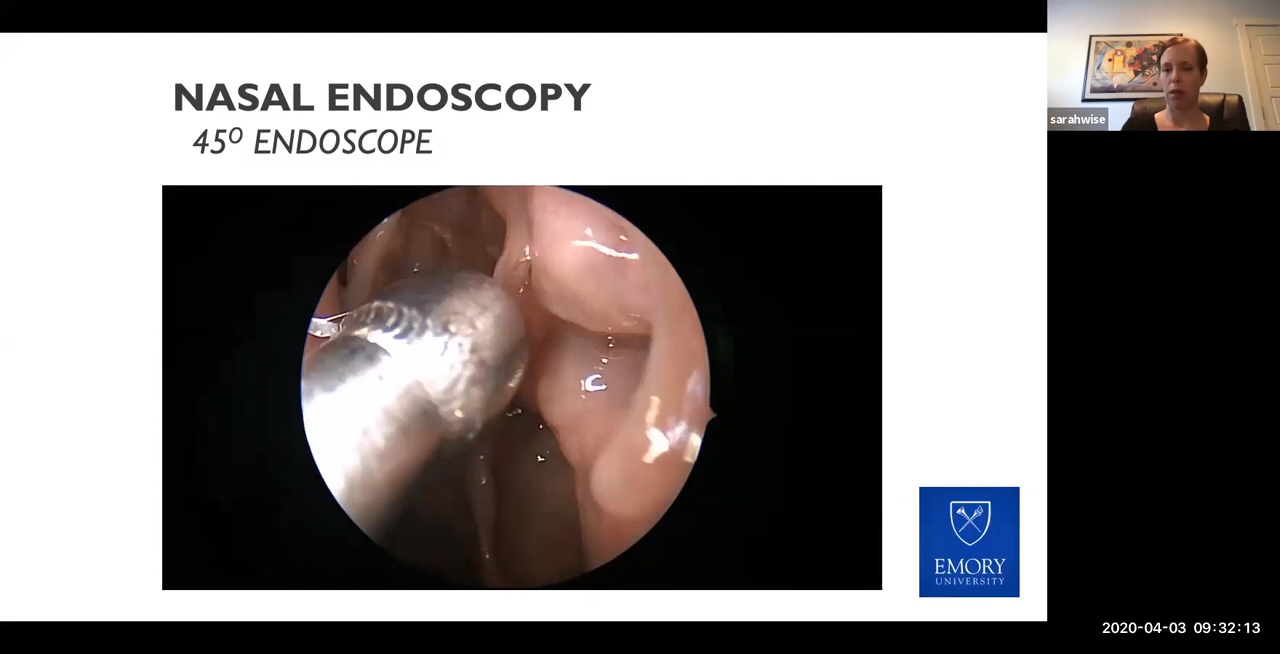 NASAL ENDOSCOPY
45º ENDOSCOPE
sarahwise
EMORY
UNIVERSITY
2020-04-03 09:32:13